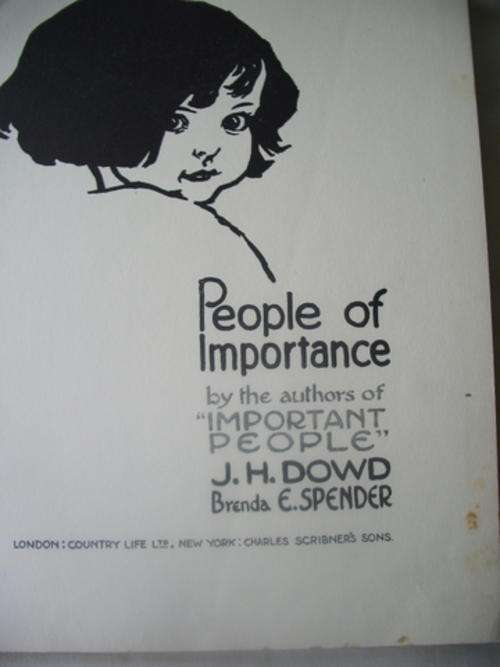 People of
Importance
by the authors of
"IMPORTANT
PEOPLE"
J. H. DOWD
Brenda E. SPENDER
LONDON: COUNTRY LIFE LTD. NEW YORK: CHARLES SCRIBNER'S SONS.